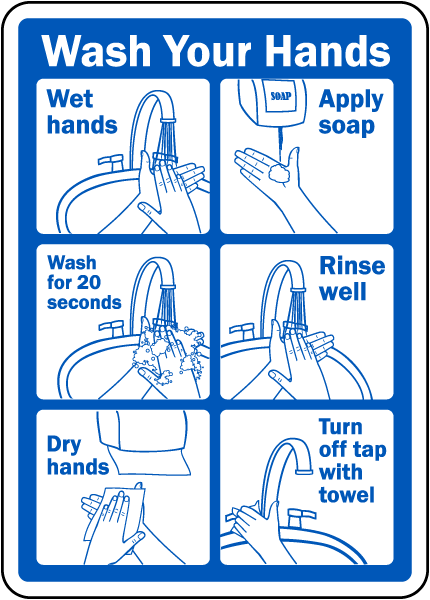 Wash Your Hands
Wet
hands
SOAP
Apply
soap
Wash
for 20
seconds
Rinse
well
Dry
hands
Turn
off tap
with
towel